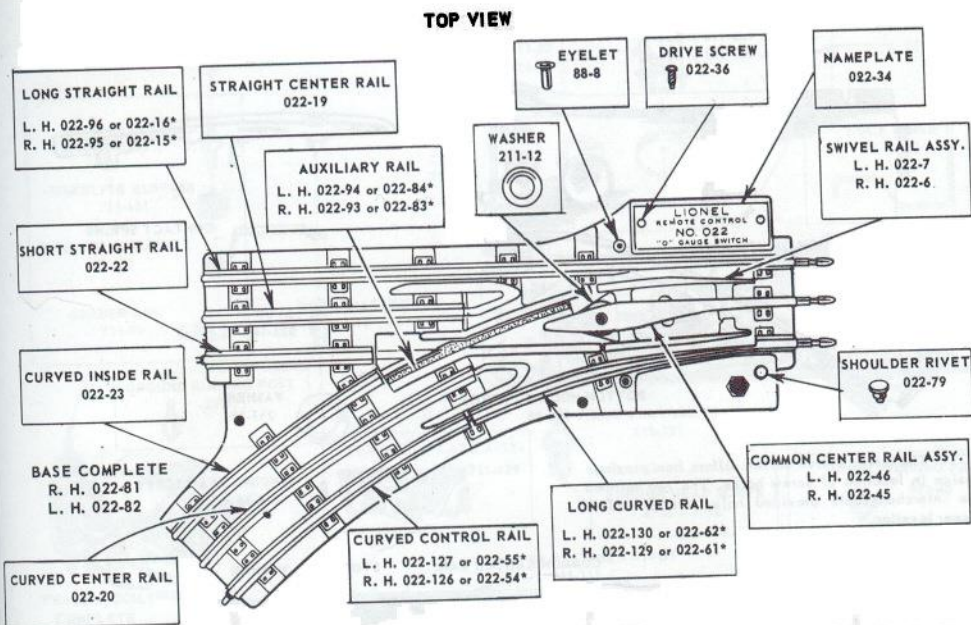 TOP VIEW
EYELET
88-8
DRIVE SCREW
022-36
NAMEPLATE
022-34
LONG STRAIGHT RAIL
L. H. 022-96 or 022-16*
R. H. 022-95 or 022-15*
STRAIGHT CENTER RAIL
022-19
WASHER
211-12
SWIVEL RAIL ASSY.
L. H. 022-7
R. H. 022-6
AUXILIARY RAIL
L. H. 022-94 or 022-84*
R. H. 022-93 or 022-83*
LIONEL
REMOTE CONTROL
NO. 022
"O" GAUGE SWITCH
SHORT STRAIGHT RAIL
022-22
CURVED INSIDE RAIL
022-23
SHOULDER RIVET
022-79
BASE COMPLETE
R. H. 022-81
L. H. 022-82
COMMON CENTER RAIL ASSY.
L. H. 022-46
R. H. 022-45
LONG CURVED RAIL
L. H. 022-130 or 022-62*
R. H. 022-129 or 022-61*
CURVED CONTROL RAIL
L. H. 022-127 or 022-55*
R. H. 022-126 or 022-54*
CURVED CENTER RAIL
022-20